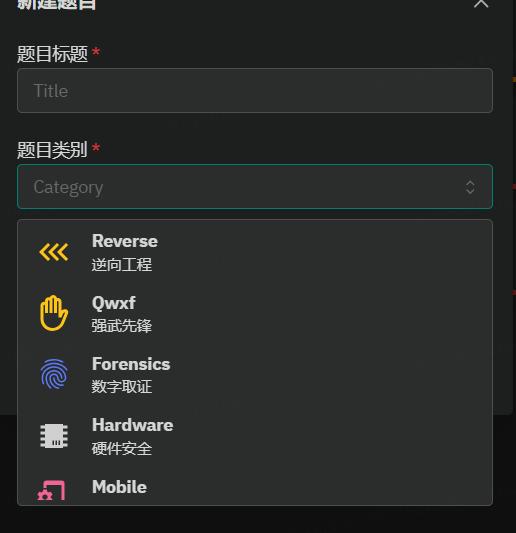 新建题目
题目标题 *
Title
题目类别 *
Category
Reverse
逆向工程
Qwxf
强武先锋
Forensics
数字取证
Hardware
硬件安全
Mobile